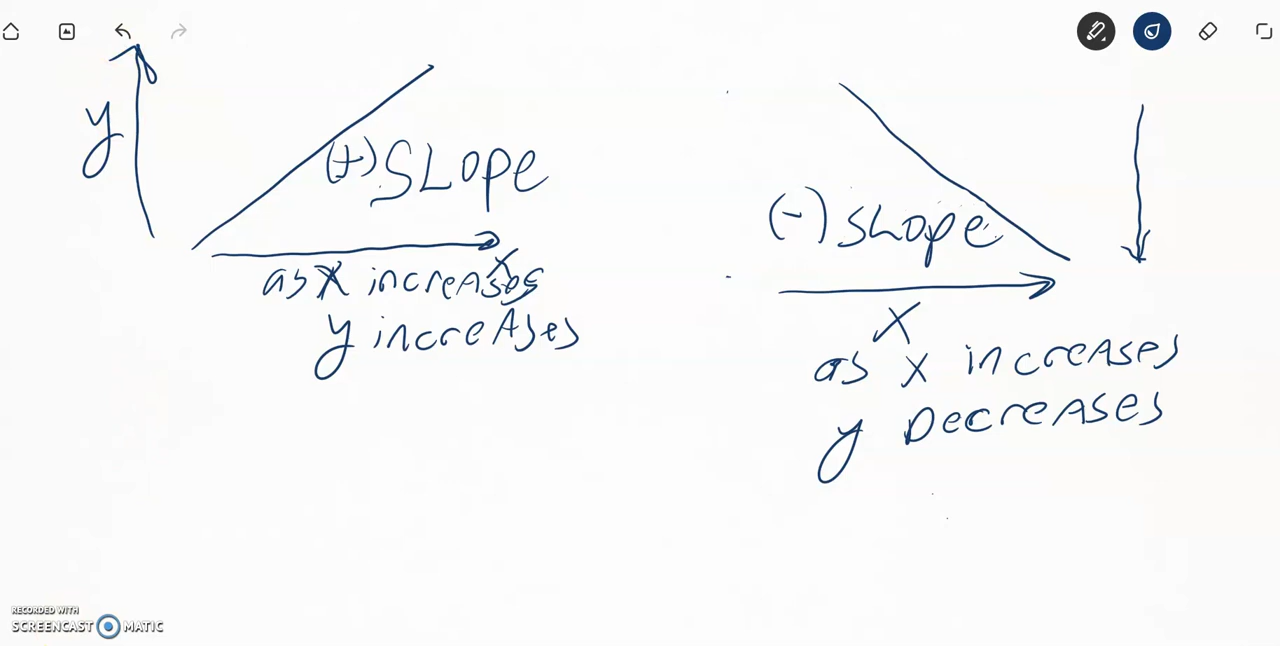 y
(+) SLOPE
x
as X increases
y increases
(-) slope
X
as x increases
y Decreases
RECORDED WITH
SCREENCAST MATIC